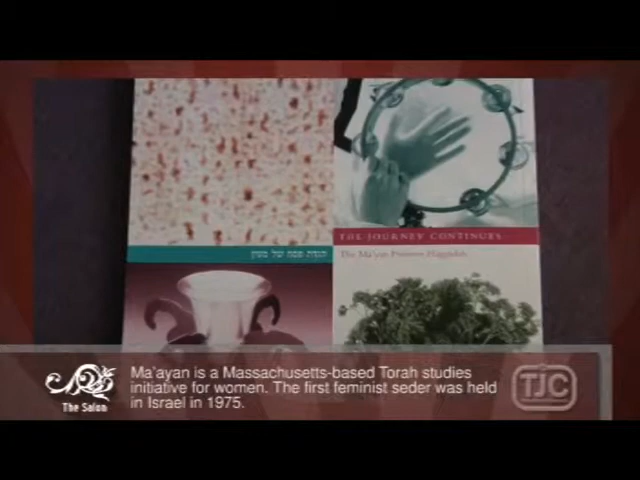 THE JOURNEY CONTINUES
The Ma'yan Passover Haggadah
Ma'ayan is a Massachusetts-based Torah studies
initiative for women. The first feminist seder was held
in Israel in 1975.
The Salon
TJC